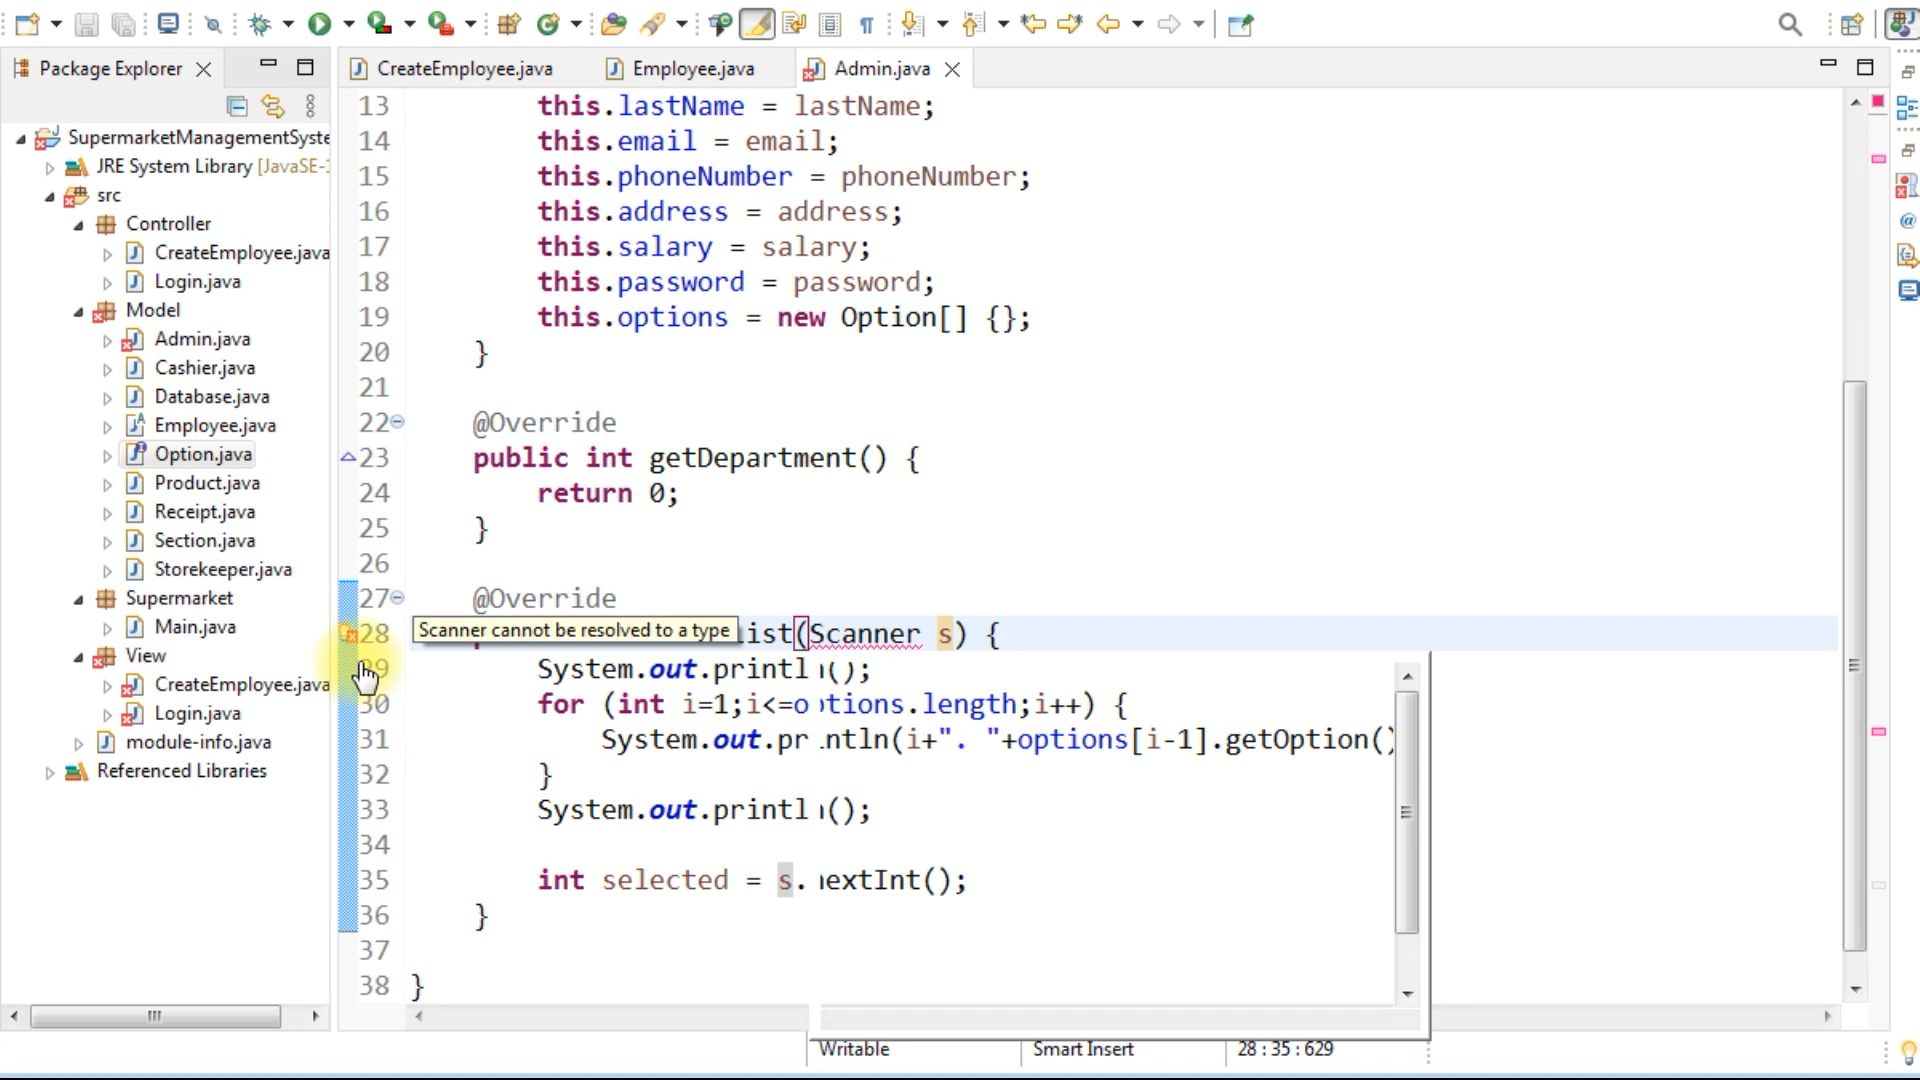 Package Explorer
CreateEmployee.java
Employee.java
Admin.java
SupermarketManagementSyste
JRE System Library [JavaSE-1
src
Controller
CreateEmployee.java
Login.java
Model
Admin.java
Cashier.java
Database.java
Employee.java
Option.java
Product.java
Receipt.java
Section.java
Storekeeper.java
Supermarket
Main.java
View
CreateEmployee.java
Login.java
module-info.java
Referenced Libraries
13 this.lastName = lastName;
14 this.email = email;
15 this.phoneNumber = phoneNumber;
16 this.address = address;
17 this.salary = salary;
18 this.password = password;
19 this.options = new Option[] {};
20 }
21
22 @Override
23 public int getDepartment() {
24 return 0;
25 }
26
27 @Override
Scanner cannot be resolved to a type
28 ist(Scanner s) {
29 System.out.println();
30 for (int i=1;i<=options.length;i++) {
31 System.out.println(i+". "+options[i-1].getOption()
32 }
33 System.out.println();
34
35 int selected = s.nextInt();
36 }
37
38 }
Writable
Smart Insert
28 : 35 : 629